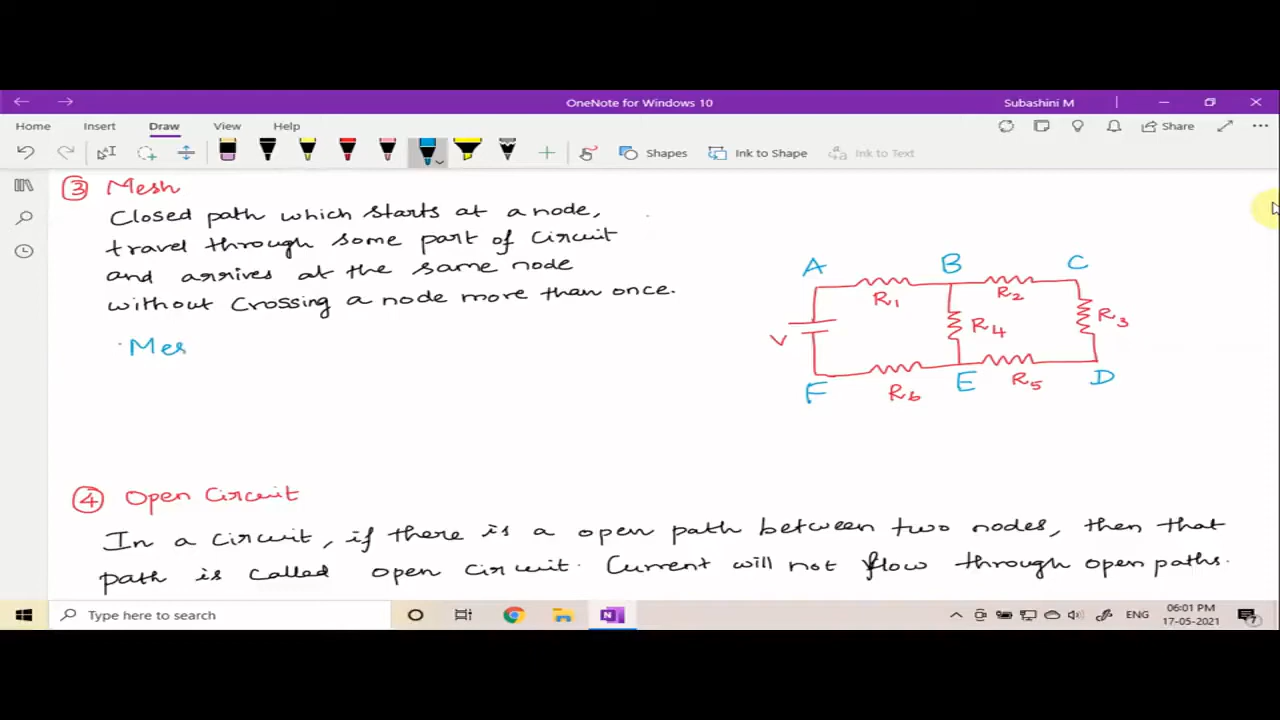 OneNote for Windows 10
Subashini M
Home Insert Draw View Help
Share
Shapes Ink to Shape Ink to Text
③ Mesh
Closed path which starts at a node,
travel through some part of circuit
and arrives at the same node
without crossing a node more than once.
Mes
A B C
R1 R2
V R4 R3
F R6 E R5 D
④ Open Circuit
In a circuit, if there is a open path between two nodes, then that
path is called open circuit. Current will not flow through open paths.
Type here to search
ENG
06:01 PM
17-05-2021
7